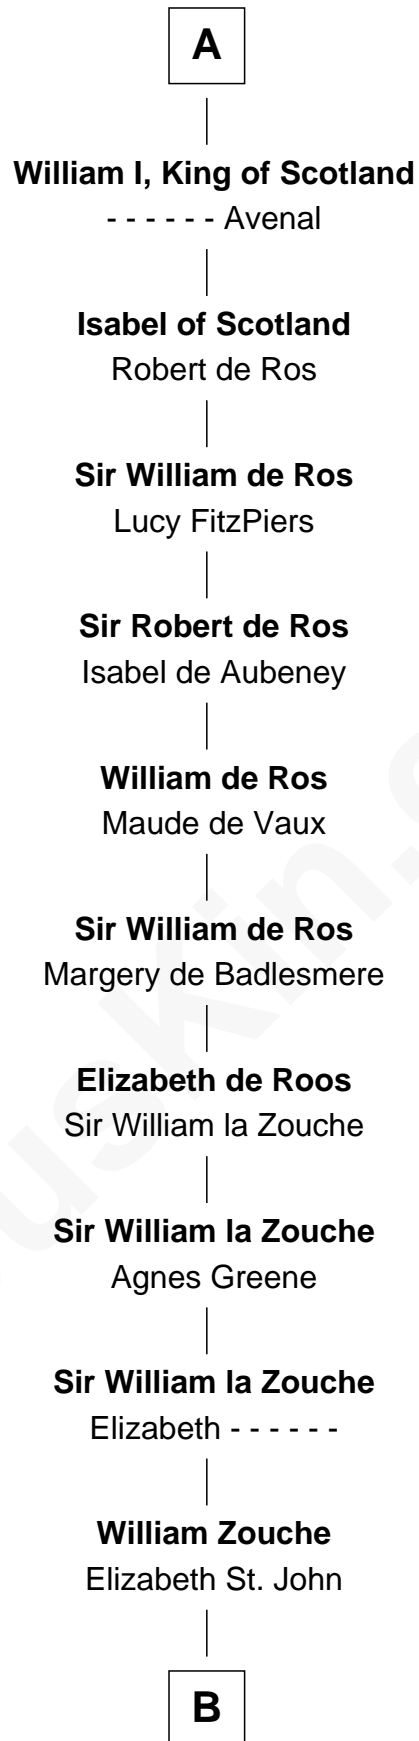 A
William I, King of Scotland
- - - - - - Avenal
Isabel of Scotland
Robert de Ros
Sir William de Ros
Lucy FitzPiers
Sir Robert de Ros
Isabel de Aubeney
William de Ros
Maude de Vaux
Sir William de Ros
Margery de Badlesmere
Elizabeth de Roos
Sir William la Zouche
Sir William la Zouche
Agnes Greene
Sir William la Zouche
Elizabeth - - - - - -
William Zouche
Elizabeth St. John
B